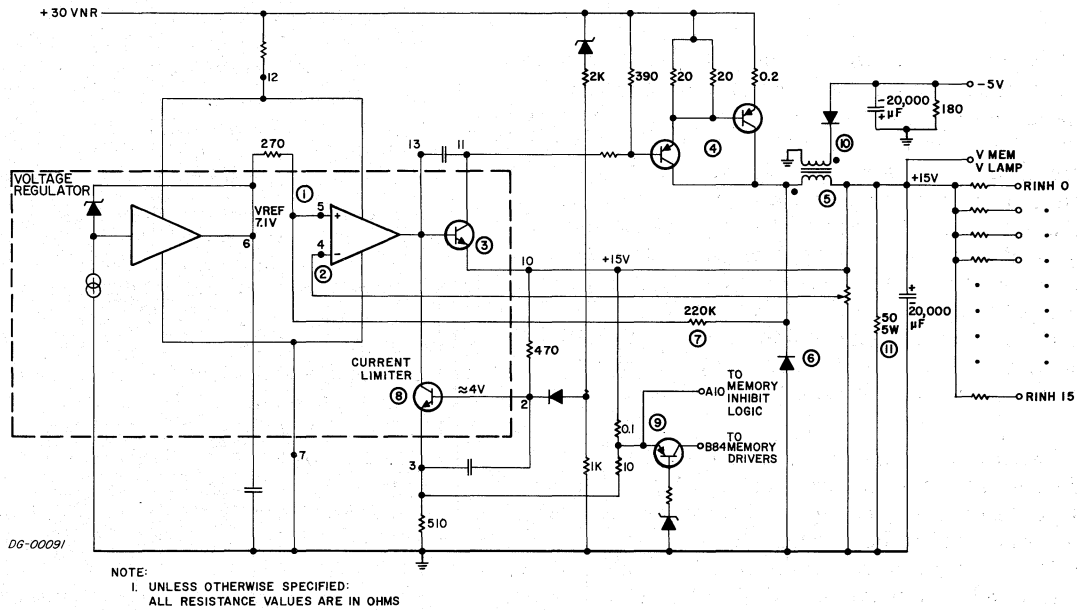 +30 VNR
12
2K
390
20
20
0.2
-20,000
+ μF
180
-5V
④
⑩
270
13
11
VOLTAGE
REGULATOR
①
5
+
VREF
7.1V
6
4
-
②
③
⑤
+15V
V MEM
V LAMP
RINH 0
10
+15V
220K
⑦
470
⑥
50
5W
⑪
+
-
20,000
μF
CURRENT
LIMITER
⑧
≈4V
2
TO
A10 MEMORY
INHIBIT
LOGIC
⑨
0.1
TO
B84 MEMORY
DRIVERS
RINH 15
7
3
1K
10
510
DG-00091
NOTE:
1. UNLESS OTHERWISE SPECIFIED:
ALL RESISTANCE VALUES ARE IN OHMS